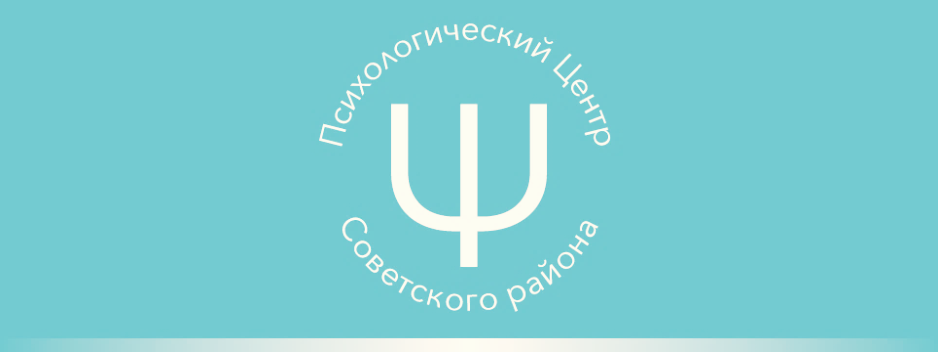 Психологический Центр
Ψ
Советского района